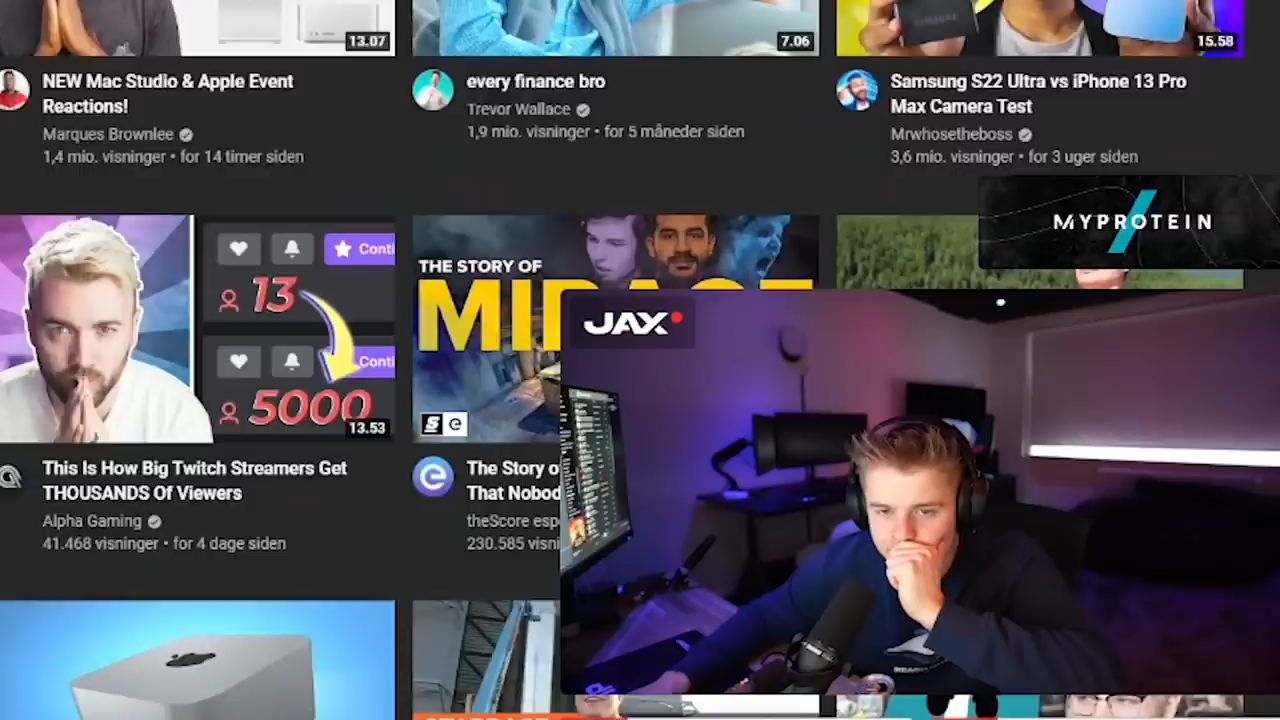 13.07
7.06
SAMSUNG
15.58
NEW Mac Studio & Apple Event
Reactions!
Marques Brownlee
1,4 mio. visninger • for 14 timer siden
every finance bro
Trevor Wallace
1,9 mio. visninger • for 5 måneder siden
Samsung S22 Ultra vs iPhone 13 Pro
Max Camera Test
Mrwhosetheboss
3,6 mio. visninger • for 3 uger siden
MYPROTEIN
Conti
13
Conti
5000
13.53
THE STORY OF
e
JAX
This Is How Big Twitch Streamers Get
THOUSANDS Of Viewers
Alpha Gaming
41.468 visninger • for 4 dage siden
The Story
That Nobod
theScore esp
230.585 visni